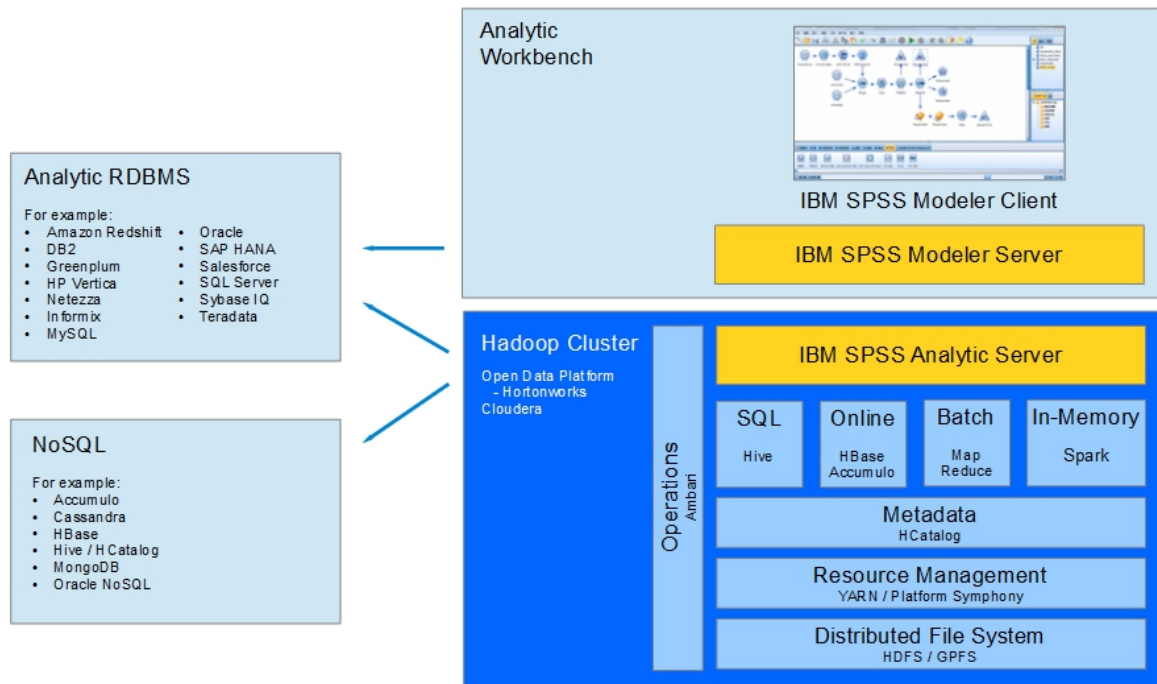 Analytic
Workbench
IBM SPSS Modeler Client
IBM SPSS Modeler Server
Analytic RDBMS
For example:
• Amazon Redshift
• DB2
• Greenplum
• HP Vertica
• Netezza
• Informix
• MySQL
• Oracle
• SAP HANA
• Salesforce
• SQL Server
• Sybase IQ
• Teradata
NoSQL
For example:
• Accumulo
• Cassandra
• HBase
• Hive / HCatalog
• MongoDB
• Oracle NoSQL
Hadoop Cluster
Open Data Platform
- Hortonworks
Cloudera
Operations
Ambari
IBM SPSS Analytic Server
SQL
Hive
Online
HBase
Accumulo
Batch
Map
Reduce
In-Memory
Spark
Metadata
HCatalog
Resource Management
YARN / Platform Symphony
Distributed File System
HDFS / GPFS